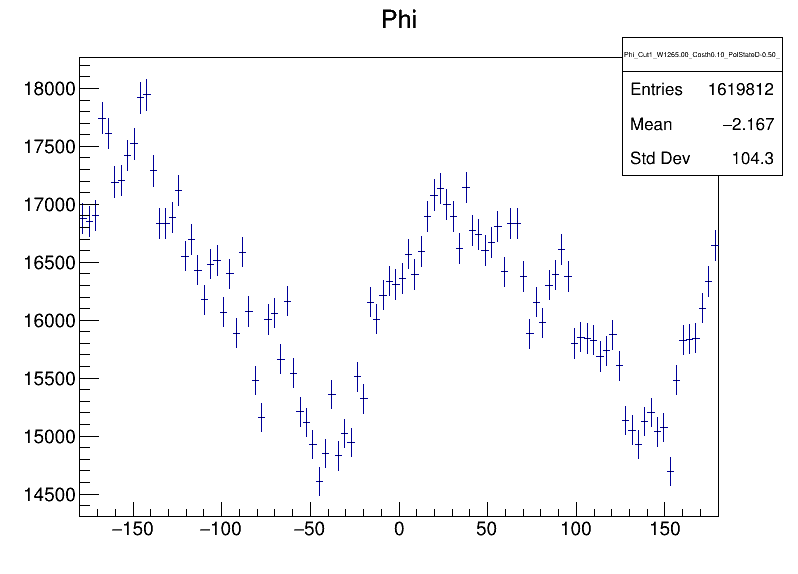 Phi
Phi_Cut1_W1265.00_Costh0.10_PolStateD-0.50_
Entries 1619812
Mean −2.167
Std Dev 104.3
18000
17500
17000
16500
16000
15500
15000
14500
−150 −100 −50 0 50 100 150